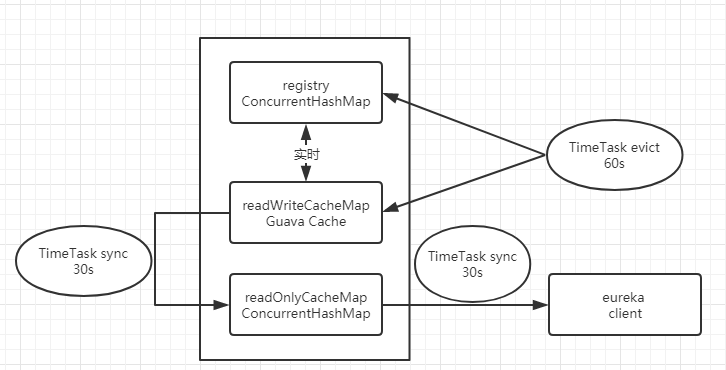 registry
ConcurrentHashMap
实时
TimeTask evict
60s
readWriteCacheMap
Guava Cache
TimeTask sync
30s
TimeTask sync
30s
readOnlyCacheMap
ConcurrentHashMap
eureka
client